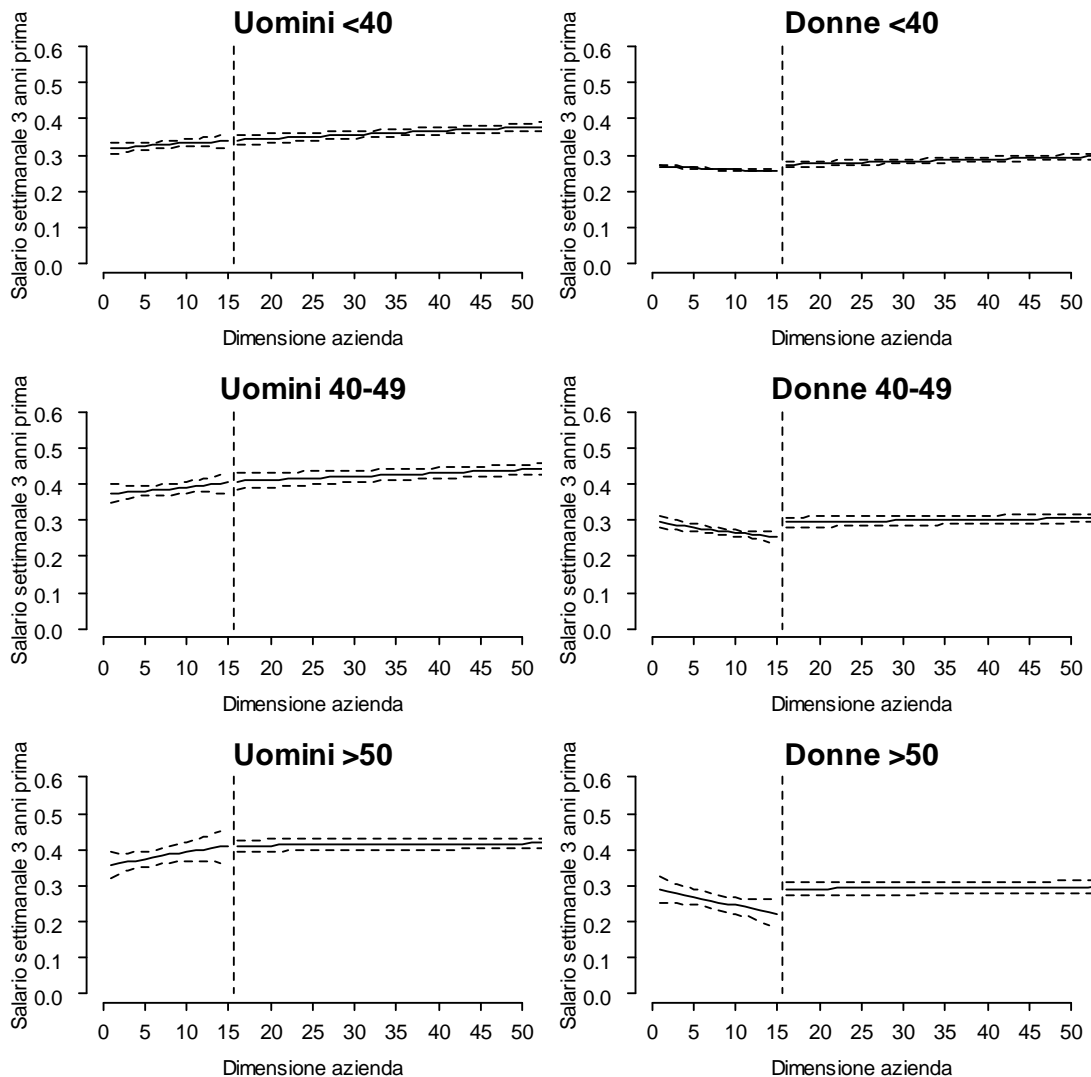 Uomini <40
Salario settimanale 3 anni prima
0.6
0.5
0.4
0.3
0.2
0.1
0.0
0 5 10 15 20 25 30 35 40 45 50
Dimensione azienda
Donne <40
Salario settimanale 3 anni prima
0.6
0.5
0.4
0.3
0.2
0.1
0.0
0 5 10 15 20 25 30 35 40 45 50
Dimensione azienda
Uomini 40-49
Salario settimanale 3 anni prima
0.6
0.5
0.4
0.3
0.2
0.1
0.0
0 5 10 15 20 25 30 35 40 45 50
Dimensione azienda
Donne 40-49
Salario settimanale 3 anni prima
0.6
0.5
0.4
0.3
0.2
0.1
0.0
0 5 10 15 20 25 30 35 40 45 50
Dimensione azienda
Uomini >50
Salario settimanale 3 anni prima
0.6
0.5
0.4
0.3
0.2
0.1
0.0
0 5 10 15 20 25 30 35 40 45 50
Dimensione azienda
Donne >50
Salario settimanale 3 anni prima
0.6
0.5
0.4
0.3
0.2
0.1
0.0
0 5 10 15 20 25 30 35 40 45 50
Dimensione azienda